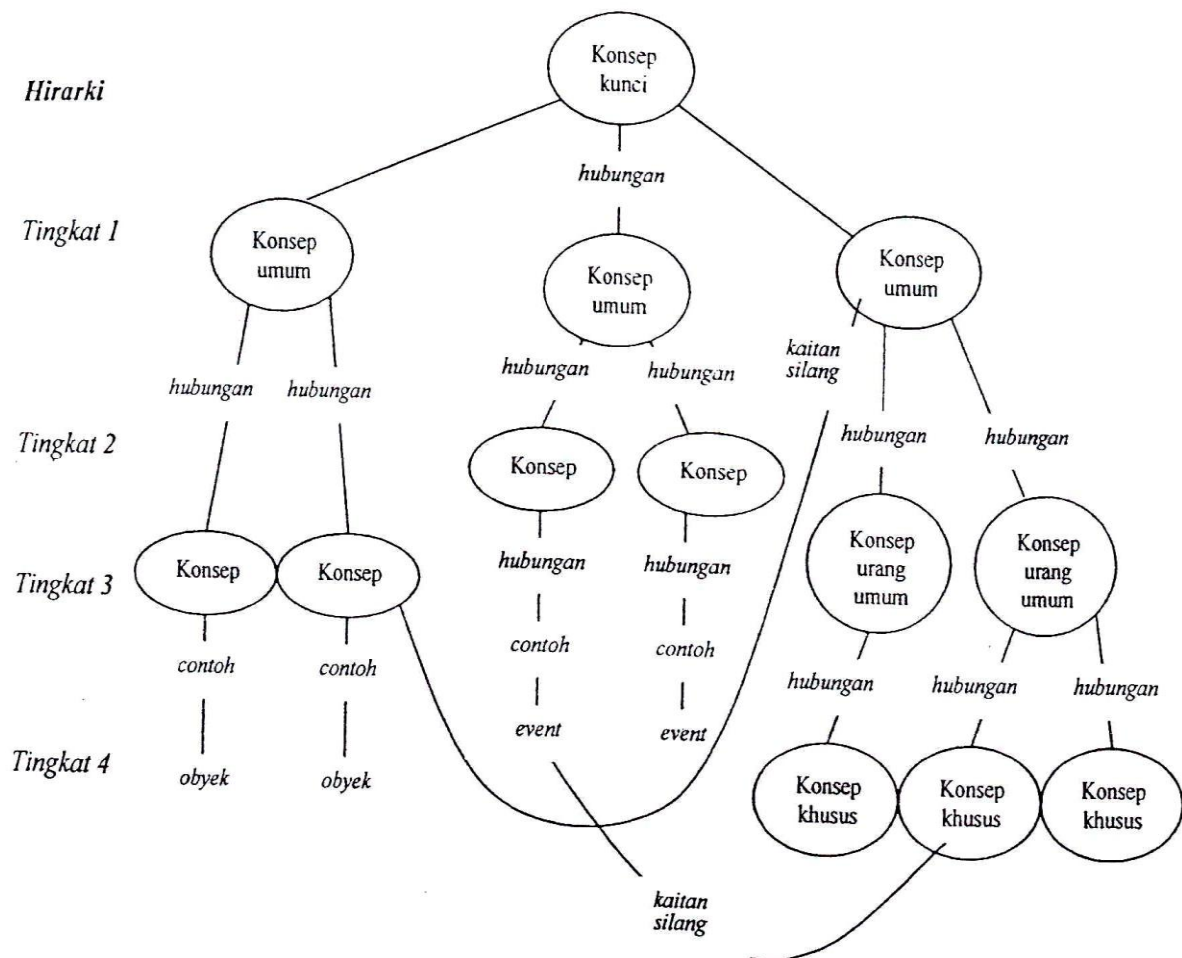 Konsep
kunci
Hirarki
hubungan
Tingkat 1
Konsep
umum
Konsep
umum
Konsep
umum
kaitan
silang
hubungan
hubungan
hubungan
hubungan
Tingkat 2
hubungan
hubungan
Konsep
Konsep
Konsep
urang
umum
Konsep
urang
umum
Tingkat 3
Konsep
Konsep
hubungan
hubungan
contoh
contoh
contoh
contoh
hubungan
hubungan
hubungan
event
event
Tingkat 4
obyek
obyek
Konsep
khusus
Konsep
khusus
Konsep
khusus
kaitan
silang